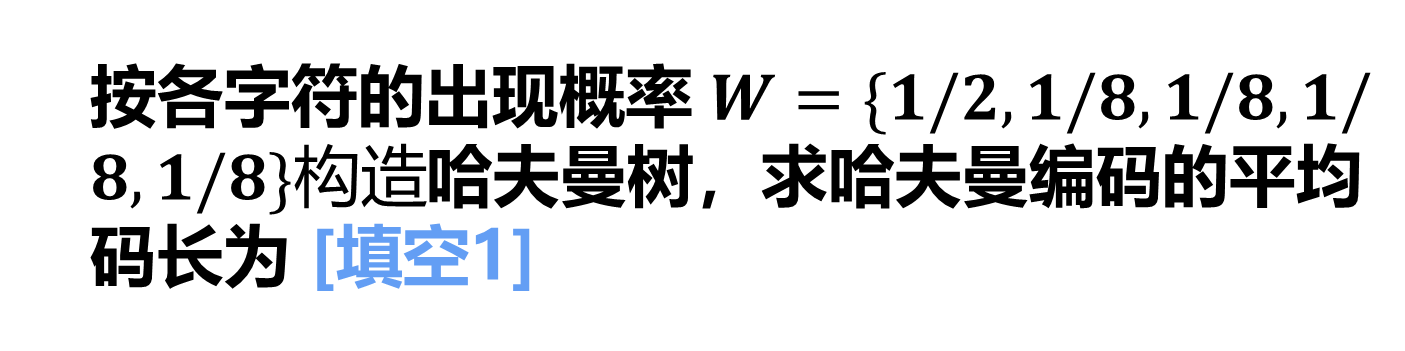 按各字符的出现概率 W = {1/2, 1/8, 1/8, 1/
8, 1/8}构造哈夫曼树，求哈夫曼编码的平均
码长为 [填空1]